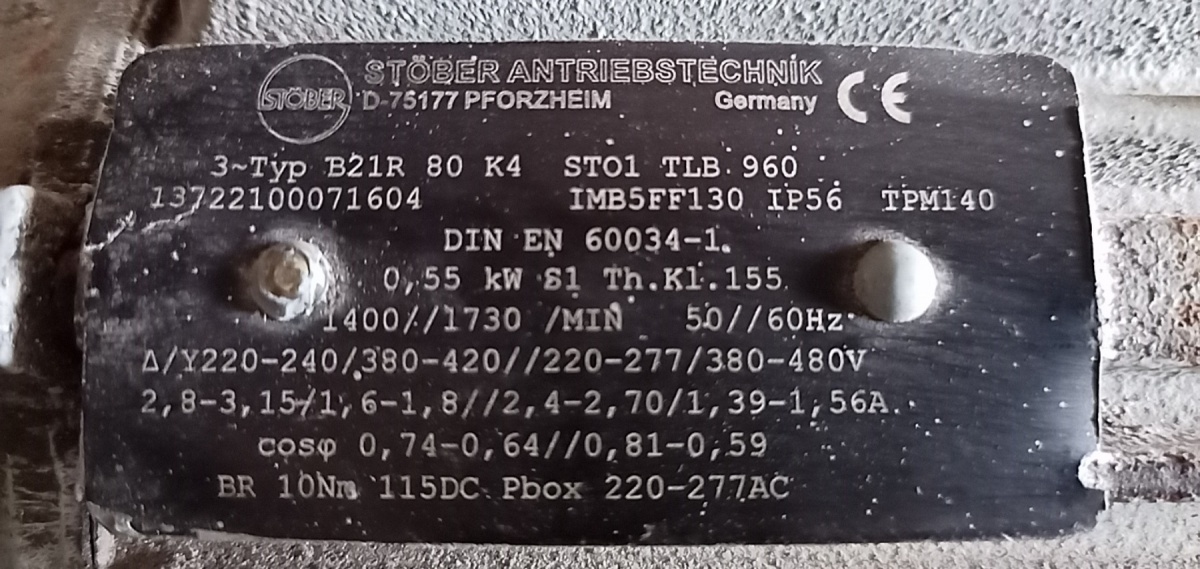 STÖBER
STÖBER ANTRIEBSTECHNIK
D-75177 PFORZHEIM Germany CE
3~Typ B21R 80 K4 STO1 TLB 960
13722100071604 IMB5FF130 IP56 TPM140
DIN EN 60034-1.
0,55 kW S1 Th.Kl.155
1400//1730 /MIN 50//60Hz
Δ/Y220-240/380-420//220-277/380-480V
2,8-3,15/1,6-1,8//2,4-2,70/1,39-1,56A.
cosφ 0,74-0,64//0,81-0,59
BR 10Nm 115DC Pbox 220-277AC